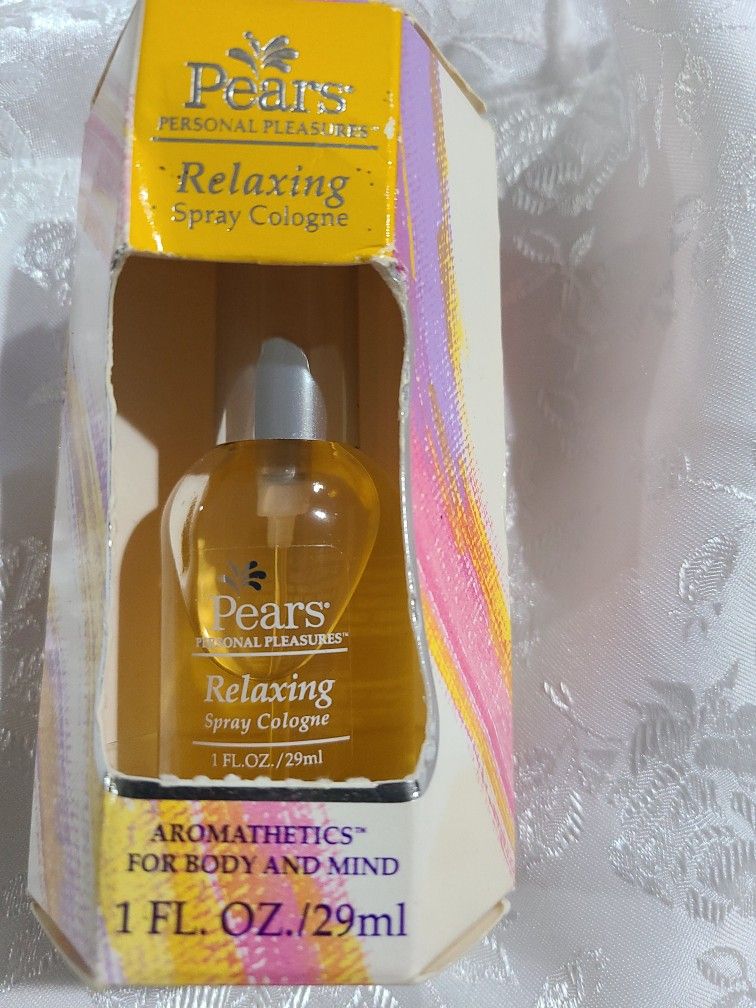 Pears
PERSONAL PLEASURES™
Relaxing
Spray Cologne
Pears
PERSONAL PLEASURES™
Relaxing
Spray Cologne
1 FL.OZ./29ml
AROMATHETICS™
FOR BODY AND MIND
1 FL. OZ./29ml